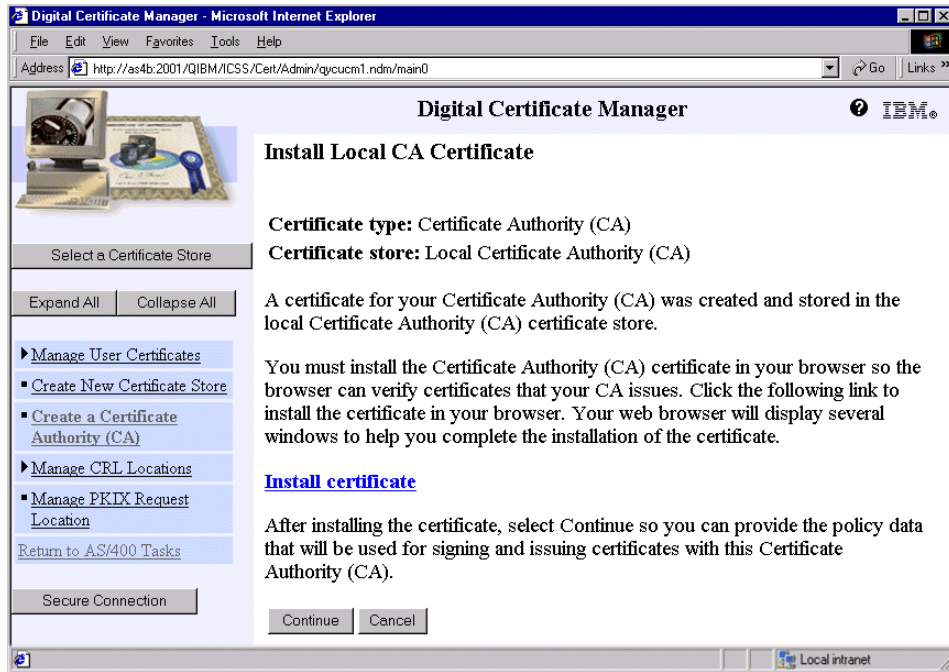 Digital Certificate Manager - Microsoft Internet Explorer
File Edit View Favorites Tools Help
Address http://as4b:2001/QIBM/ICSS/Cert/Admin/qycucm1.ndm/main0 Go Links »
Digital Certificate Manager ? IBM®
Select a Certificate Store
Expand All Collapse All
Manage User Certificates
Create New Certificate Store
Create a Certificate
Authority (CA)
Manage CRL Locations
Manage PKIX Request
Location
Return to AS/400 Tasks
Secure Connection
Install Local CA Certificate
Certificate type: Certificate Authority (CA)
Certificate store: Local Certificate Authority (CA)
A certificate for your Certificate Authority (CA) was created and stored in the
local Certificate Authority (CA) certificate store.
You must install the Certificate Authority (CA) certificate in your browser so the
browser can verify certificates that your CA issues. Click the following link to
install the certificate in your browser. Your web browser will display several
windows to help you complete the installation of the certificate.
Install certificate
After installing the certificate, select Continue so you can provide the policy data
that will be used for signing and issuing certificates with this Certificate
Authority (CA).
Continue Cancel
Local intranet